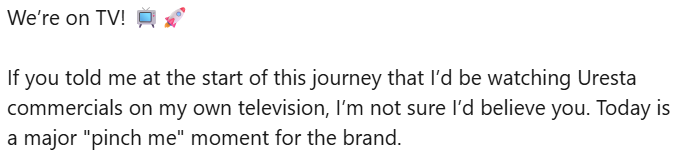 We’re on TV! 📺 🚀
If you told me at the start of this journey that I’d be watching Uresta
commercials on my own television, I’m not sure I’d believe you. Today is
a major "pinch me" moment for the brand.